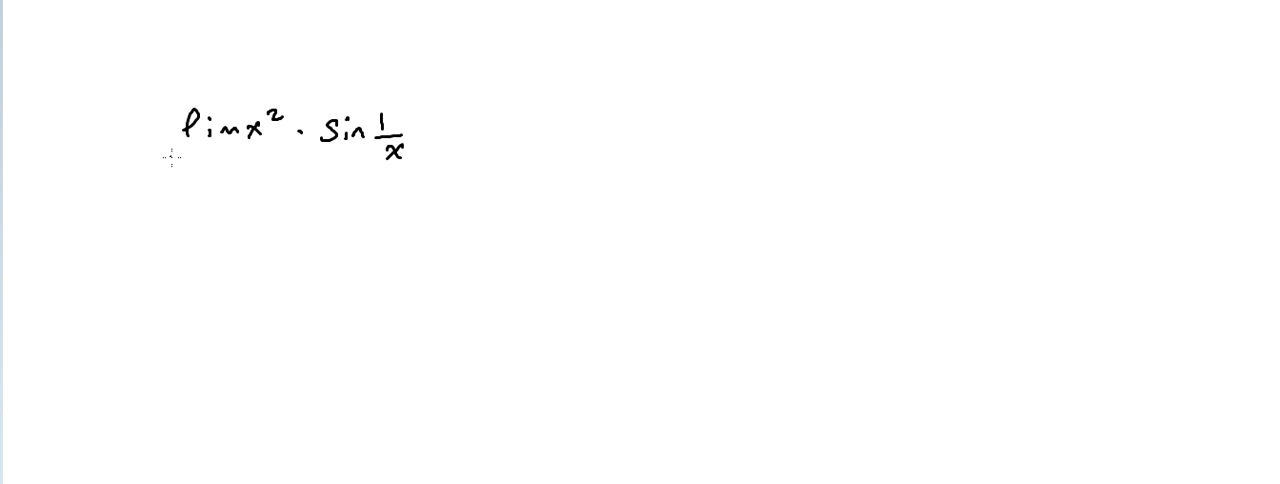 lim x² · sin 1/x